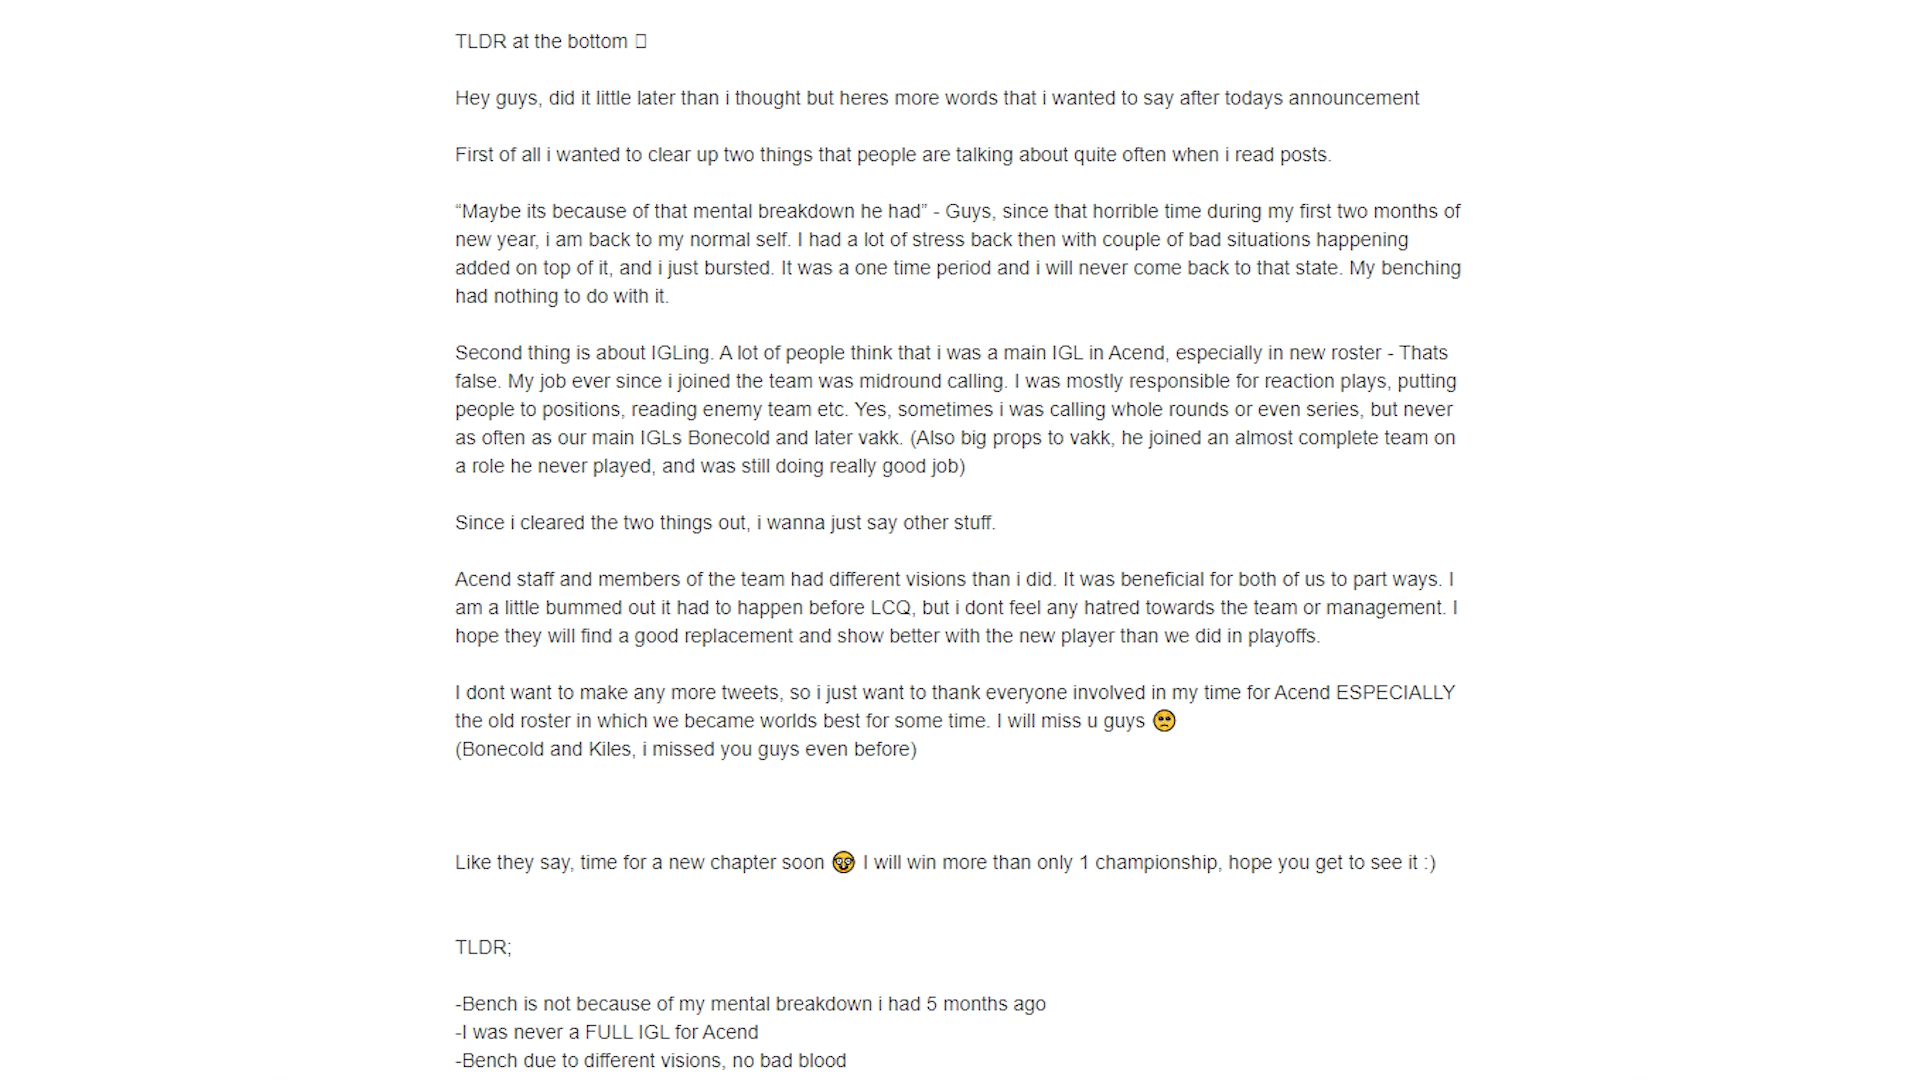 TLDR at the bottom
Hey guys, did it little later than i thought but heres more words that i wanted to say after todays announcement
First of all i wanted to clear up two things that people are talking about quite often when i read posts.
“Maybe its because of that mental breakdown he had” - Guys, since that horrible time during my first two months of
new year, i am back to my normal self. I had a lot of stress back then with couple of bad situations happening
added on top of it, and i just bursted. It was a one time period and i will never come back to that state. My benching
had nothing to do with it.
Second thing is about IGLing. A lot of people think that i was a main IGL in Acend, especially in new roster - Thats
false. My job ever since i joined the team was midround calling. I was mostly responsible for reaction plays, putting
people to positions, reading enemy team etc. Yes, sometimes i was calling whole rounds or even series, but never
as often as our main IGLs Bonecold and later vakk. (Also big props to vakk, he joined an almost complete team on
a role he never played, and was still doing really good job)
Since i cleared the two things out, i wanna just say other stuff.
Acend staff and members of the team had different visions than i did. It was beneficial for both of us to part ways. I
am a little bummed out it had to happen before LCQ, but i dont feel any hatred towards the team or management. I
hope they will find a good replacement and show better with the new player than we did in playoffs.
I dont want to make any more tweets, so i just want to thank everyone involved in my time for Acend ESPECIALLY
the old roster in which we became worlds best for some time. I will miss u guys 🥺
(Bonecold and Kiles, i missed you guys even before)
Like they say, time for a new chapter soon 🤓 I will win more than only 1 championship, hope you get to see it :)
TLDR;
-Bench is not because of my mental breakdown i had 5 months ago
-I was never a FULL IGL for Acend
-Bench due to different visions, no bad blood